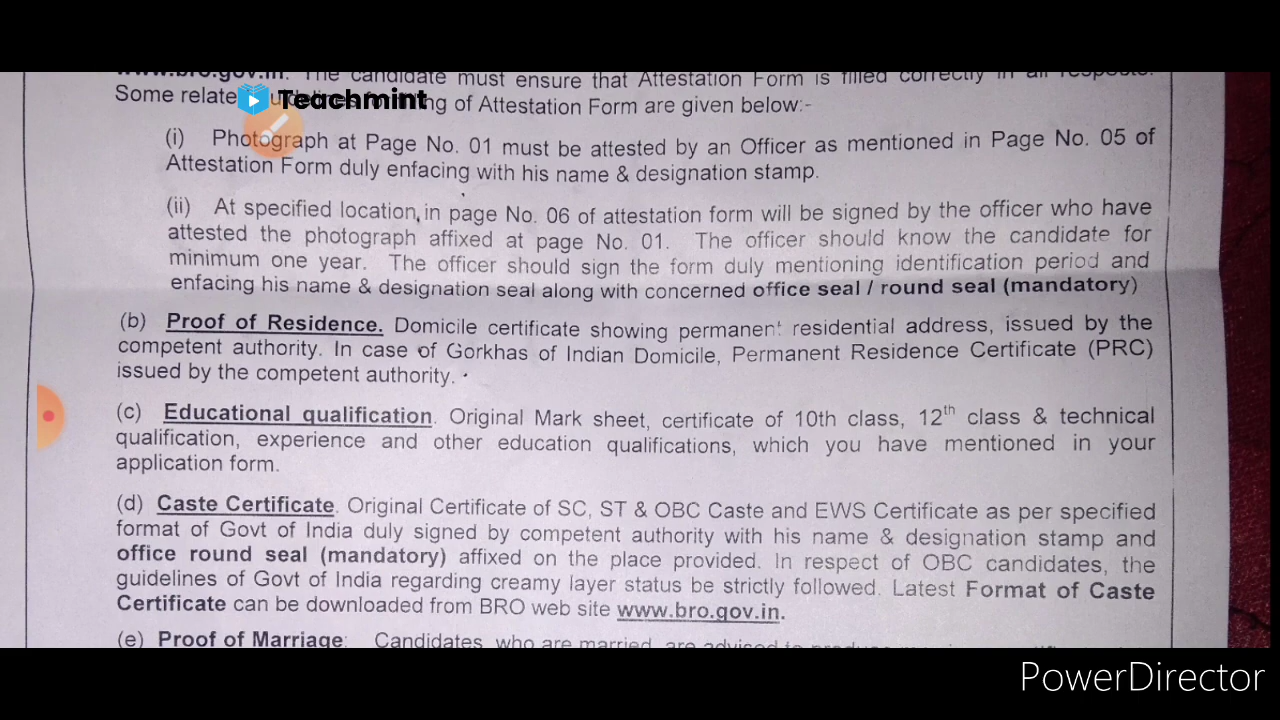 www.bro.gov.in. The candidate must ensure that Attestation Form is filled correctly in all respects.
Some relate Teachmint ng of Attestation Form are given below:-
(i) Photograph at Page No. 01 must be attested by an Officer as mentioned in Page No. 05 of
Attestation Form duly enfacing with his name & designation stamp.
(ii) At specified location, in page No. 06 of attestation form will be signed by the officer who have
attested the photograph affixed at page No. 01. The officer should know the candidate for
minimum one year. The officer should sign the form duly mentioning identification period and
enfacing his name & designation seal along with concerned office seal / round seal (mandatory)
(b) Proof of Residence. Domicile certificate showing permanent residential address, issued by the
competent authority. In case of Gorkhas of Indian Domicile, Permanent Residence Certificate (PRC)
issued by the competent authority.
(c) Educational qualification. Original Mark sheet, certificate of 10th class, 12th class & technical
qualification, experience and other education qualifications, which you have mentioned in your
application form.
(d) Caste Certificate. Original Certificate of SC, ST & OBC Caste and EWS Certificate as per specified
format of Govt of India duly signed by competent authority with his name & designation stamp and
office round seal (mandatory) affixed on the place provided. In respect of OBC candidates, the
guidelines of Govt of India regarding creamy layer status be strictly followed. Latest Format of Caste
Certificate can be downloaded from BRO web site www.bro.gov.in.
(e) Proof of Marriage: Candidates, who are married, are advised to produce
PowerDirector